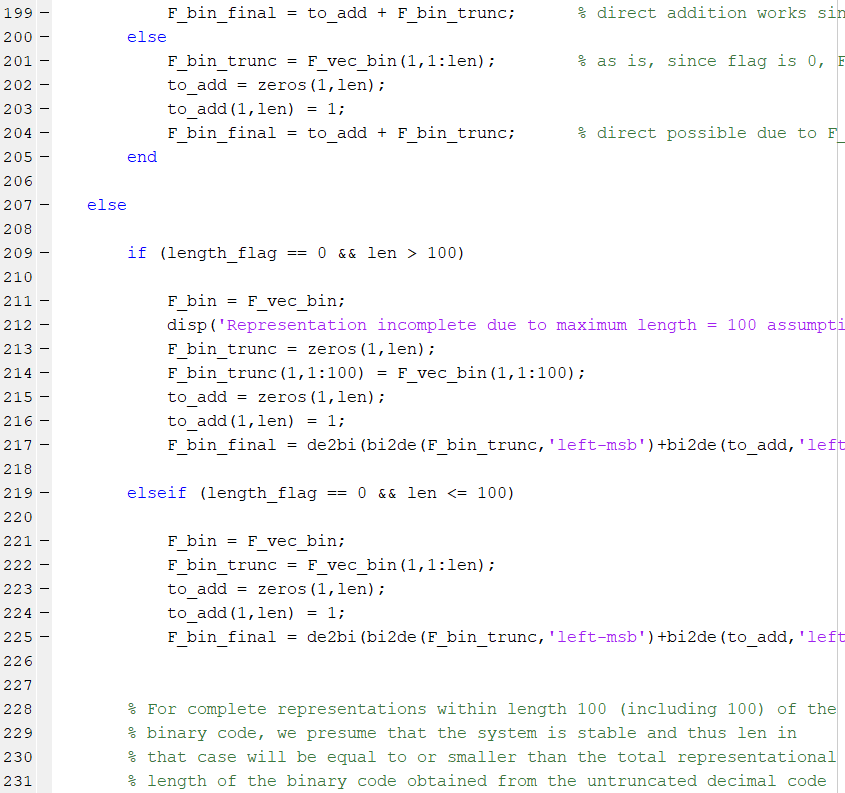 199 – F_bin_final = to_add + F_bin_trunc; % direct addition works sin
200 – else
201 – F_bin_trunc = F_vec_bin(1,1:len); % as is, since flag is 0, F
202 – to_add = zeros(1,len);
203 – to_add(1,len) = 1;
204 – F_bin_final = to_add + F_bin_trunc; % direct possible due to F_
205 – end
206
207 – else
208
209 – if (length_flag == 0 && len > 100)
210
211 – F_bin = F_vec_bin;
212 – disp('Representation incomplete due to maximum length = 100 assumpti
213 – F_bin_trunc = zeros(1,len);
214 – F_bin_trunc(1,1:100) = F_vec_bin(1,1:100);
215 – to_add = zeros(1,len);
216 – to_add(1,len) = 1;
217 – F_bin_final = de2bi(bi2de(F_bin_trunc,'left-msb')+bi2de(to_add,'left
218
219 – elseif (length_flag == 0 && len <= 100)
220
221 – F_bin = F_vec_bin;
222 – F_bin_trunc = F_vec_bin(1,1:len);
223 – to_add = zeros(1,len);
224 – to_add(1,len) = 1;
225 – F_bin_final = de2bi(bi2de(F_bin_trunc,'left-msb')+bi2de(to_add,'left
226
227
228 % For complete representations within length 100 (including 100) of the
229 % binary code, we presume that the system is stable and thus len in
230 % that case will be equal to or smaller than the total representational
231 % length of the binary code obtained from the untruncated decimal code